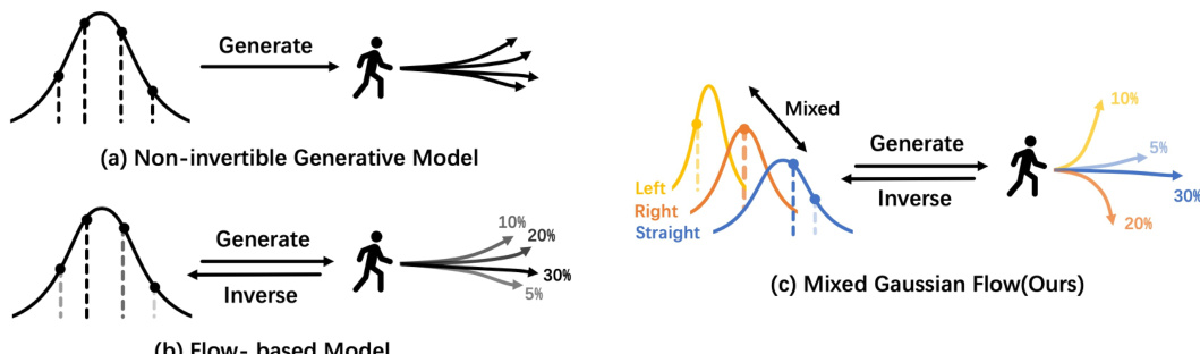 Generate
(a) Non-invertible Generative Model
Generate
Inverse
10%
20%
30%
5%
(b) Flow- based Model
Mixed
Left
Right
Straight
Generate
Inverse
10%
5%
30%
20%
(c) Mixed Gaussian Flow(Ours)